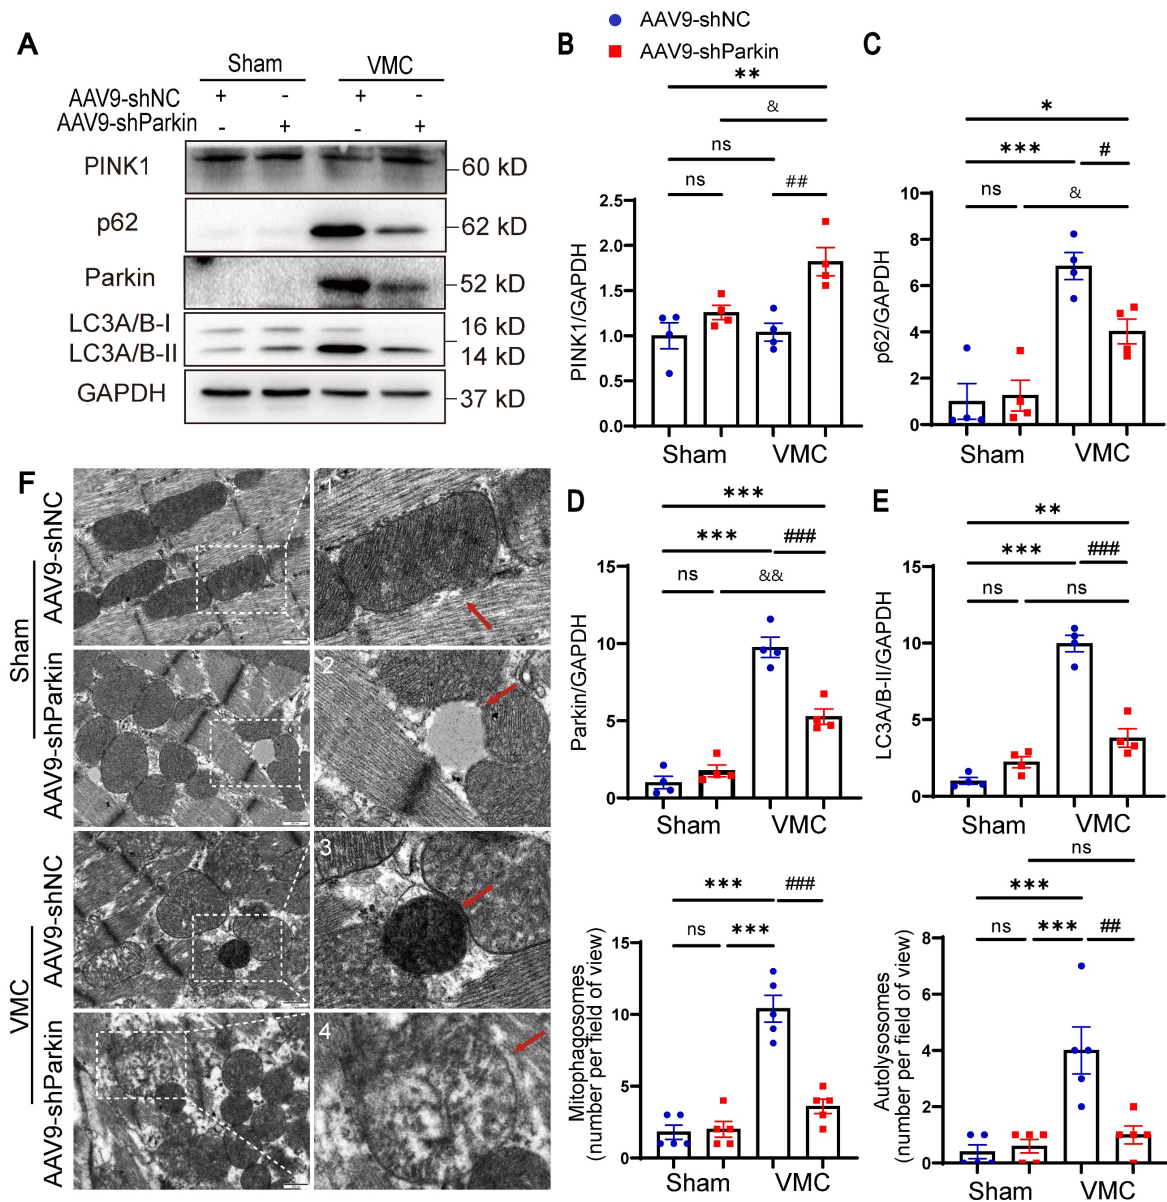 AAV9-shNC
AAV9-shParkin
A
Sham VMC
AAV9-shNC + - + -
AAV9-shParkin - + - +
PINK1 60 kD
p62 62 kD
Parkin 52 kD
LC3A/B-I 16 kD
LC3A/B-II 14 kD
GAPDH 37 kD
B
**
&
ns
ns ##
2.5
2.0
1.5
1.0
0.5
0.0
PINK1/GAPDH
Sham VMC
C
*
*** #
ns &
10
8
6
4
2
0
p62/GAPDH
Sham VMC
F
Sham
AAV9-shNC
1
AAV9-shParkin
2
VMC
AAV9-shNC
3
AAV9-shParkin
4
D
***
*** ###
ns &&
15
10
5
0
Parkin/GAPDH
Sham VMC
E
**
*** ###
ns ns
15
10
5
0
LC3A/B-II/GAPDH
Sham VMC
*** ###
ns ***
15
10
5
0
Mitophagosomes
(number per field of view)
Sham VMC
ns
***
ns *** ##
8
6
4
2
0
Autolysosomes
(number per field of view)
Sham VMC